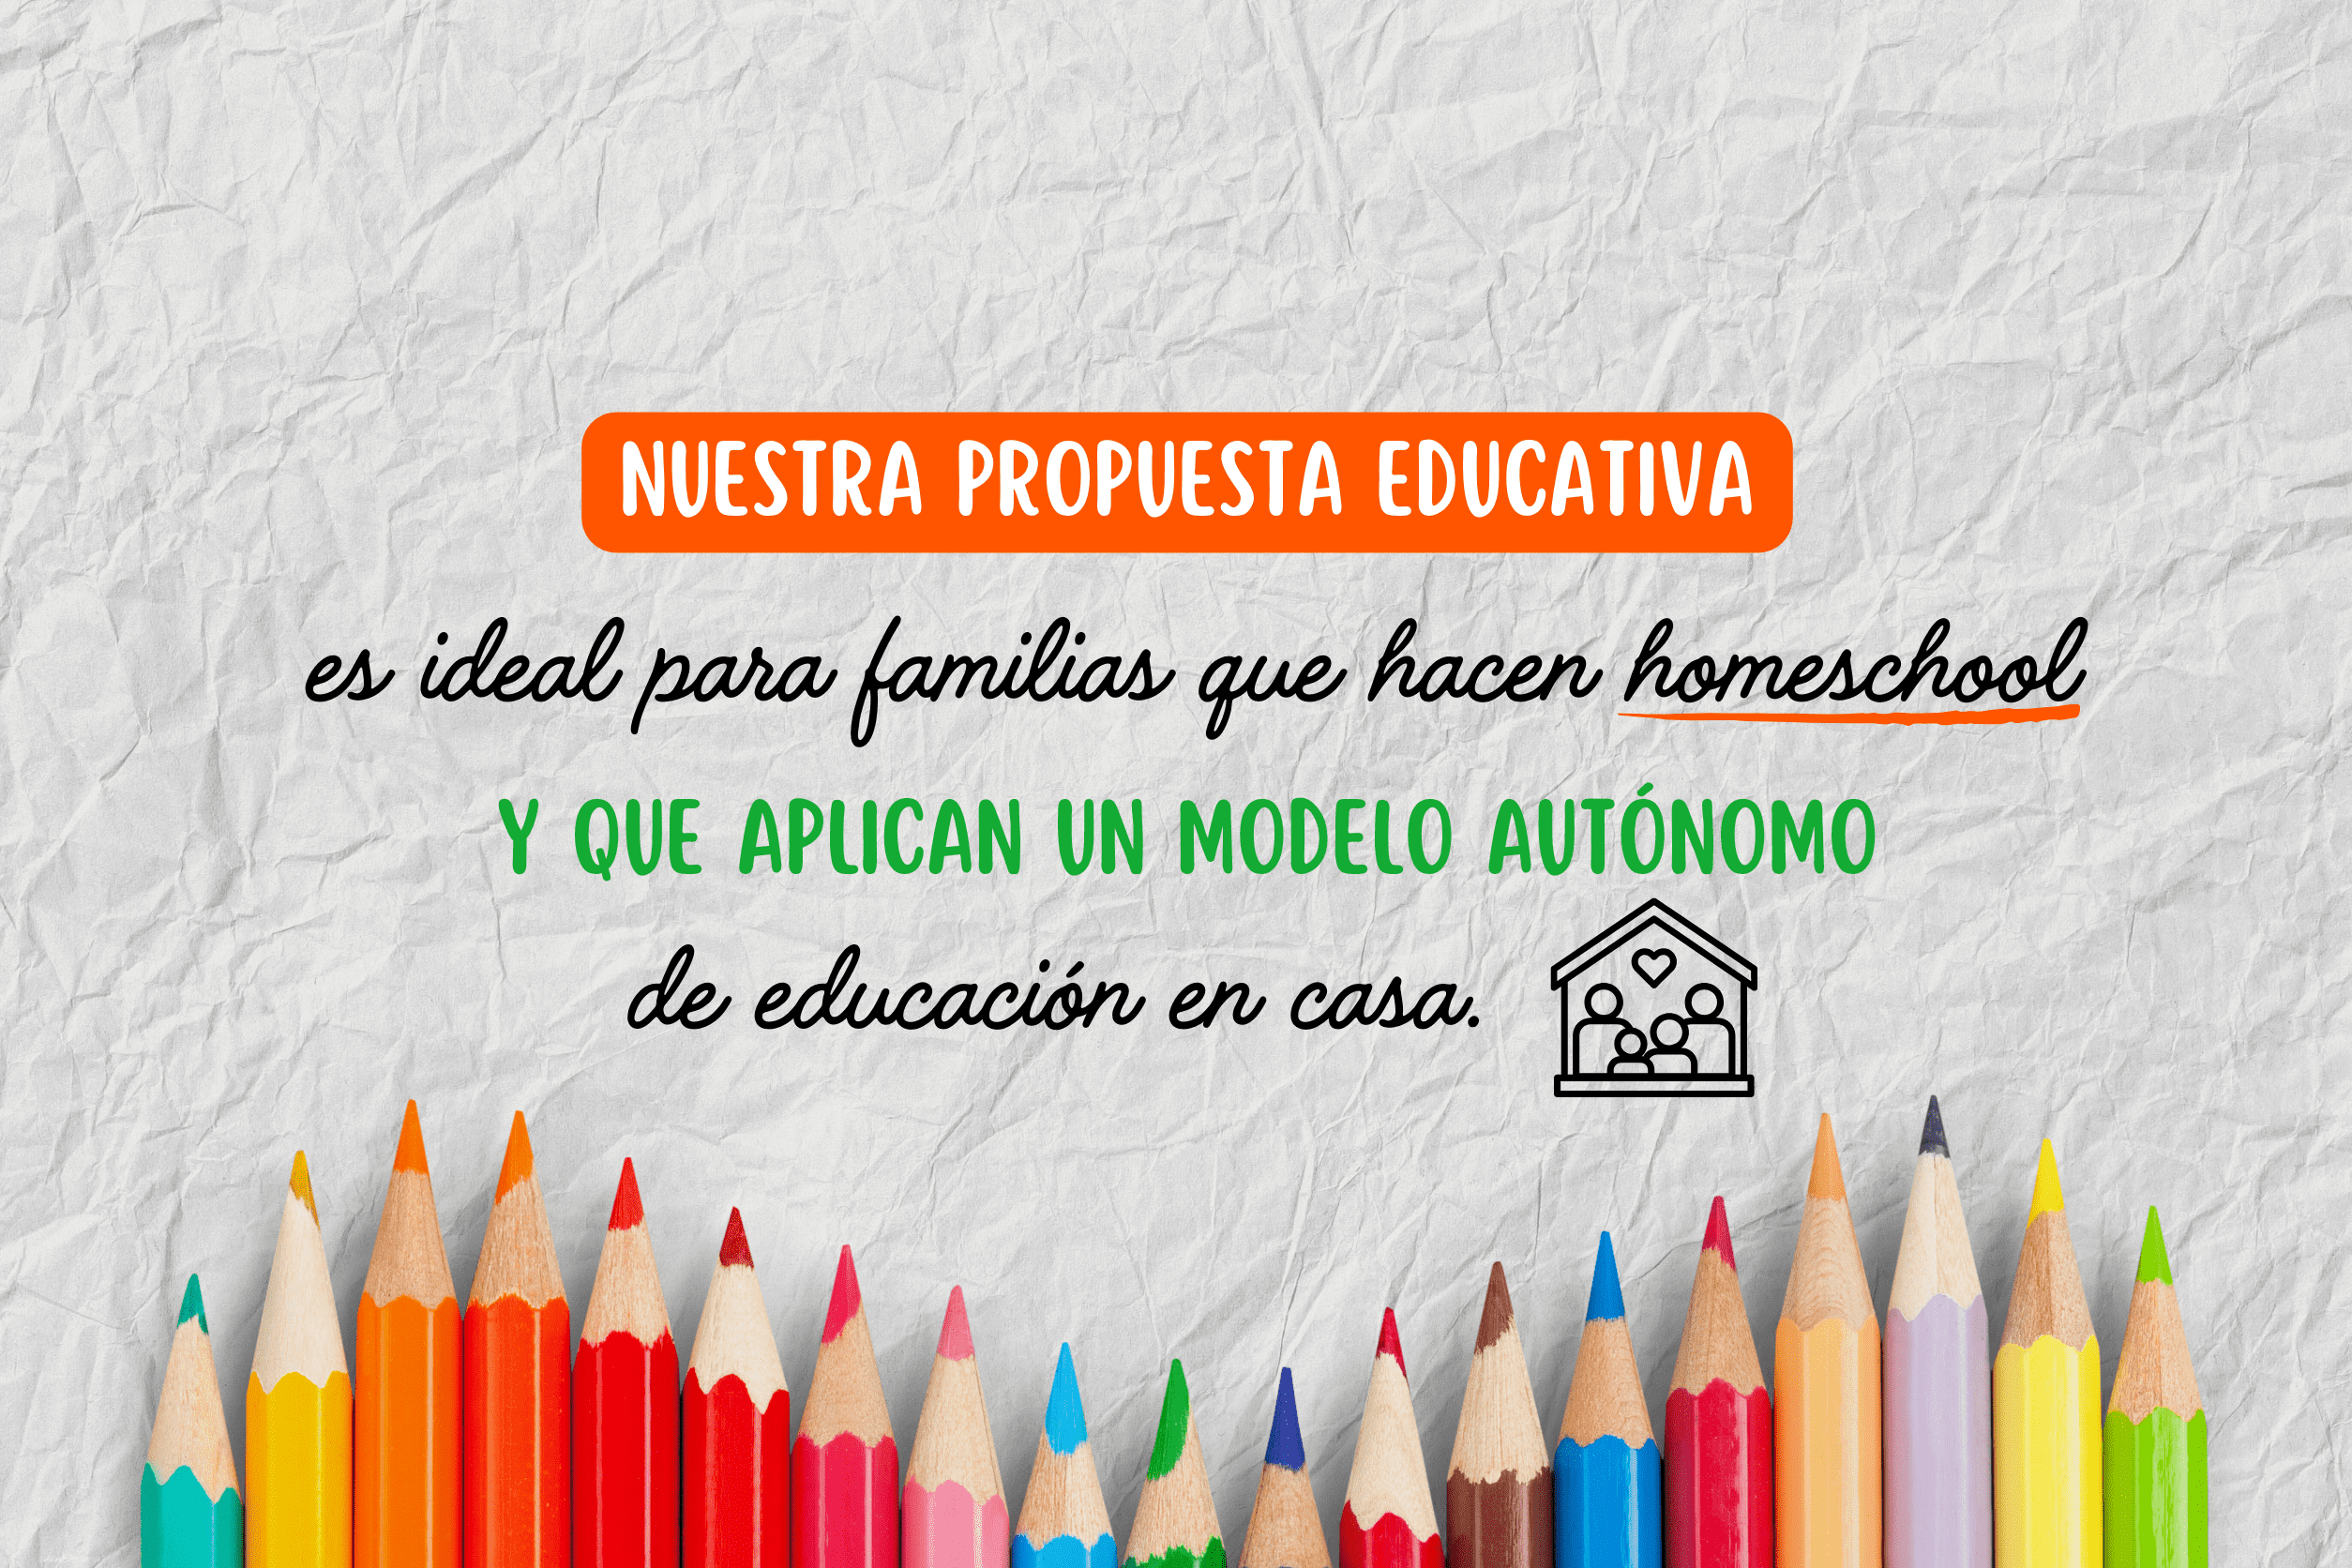 NUESTRA PROPUESTA EDUCATIVA
es ideal para familias que hacen homeschool
Y QUE APLICAN UN MODELO AUTÓNOMO
de educación en casa.